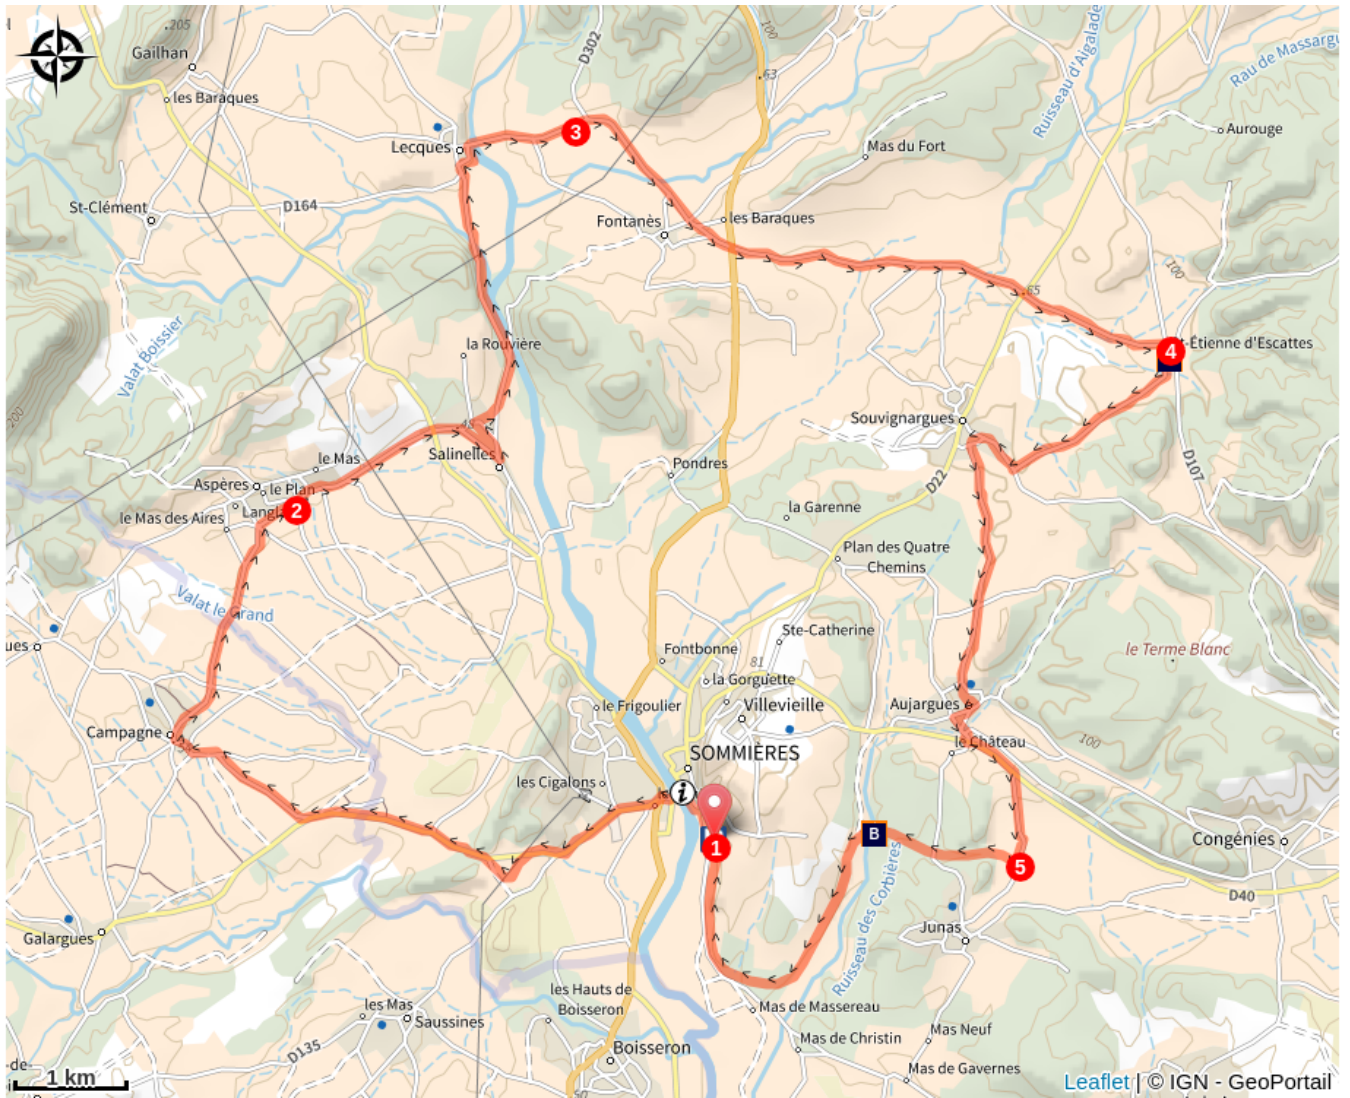 .205
Gailhan
les Baraques
D302
100
.63
Ruisseau d'Aigalade
Rau de Massargu
Aurouge
3
Lecques
Mas du Fort
St-Clément
D164
Fontanès
les Baraques
100
.65
Valat Boissier
la Rouvière
4
t-Étienne d'Escattes
200
Souvignargues
48
Salinelles
le Mas
Pondres
D107
D22
Aspères
le Plan
Langl
2
le Mas des Aires
la Garenne
Plan des Quatre
Chemins
Valat le Grand
ues
Ste-Catherine
Fontbonne
81
le Terme Blanc
la Gorguette
Villevieille
le Frigoulier
Aujargues
Campagne
le Château
100
SOMMIÈRES
les Cigalons
i
1
B
5
Congénies
D40
Ruisseau des Corbières
Galargues
Junas
les Hauts de
Boisseron
les Mas
Saussines
Mas de Massereau
Mas de Christin
Mas Neuf
D135
Boisseron
Mas de Gavernes
-de-
50
1 km
Leaflet | © IGN - GeoPortail